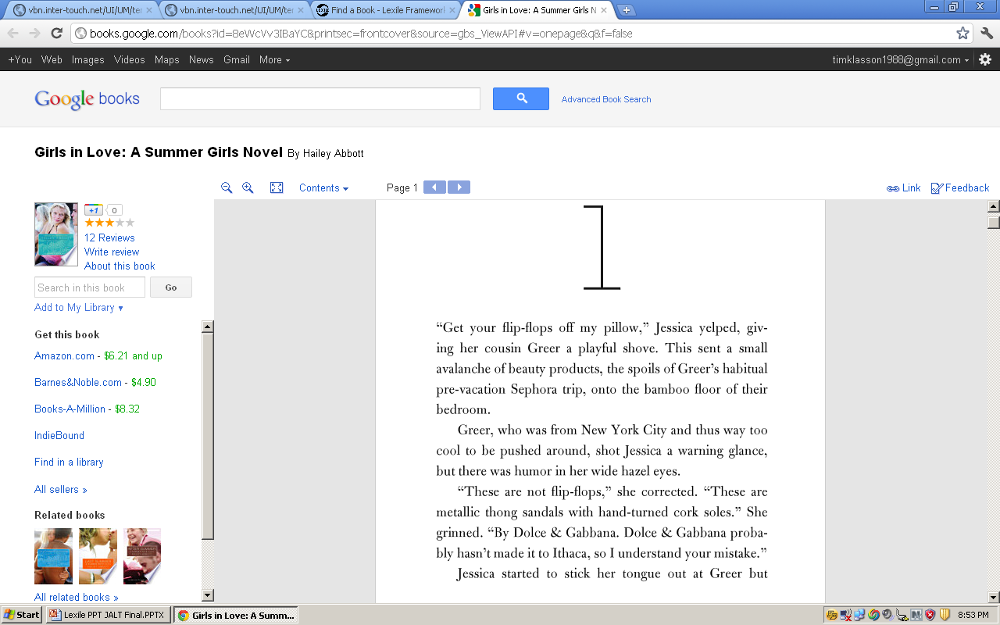 vbn.inter-touch.net/UI/UM/ter
vbn.inter-touch.net/UI/UM/ter
Find a Book - Lexile Framework
Girls in Love: A Summer Girls N
books.google.com/books?id=8eWcVv3IBaYC&printsec=frontcover&source=gbs_ViewAPI#v=onepage&q&f=false
+You Web Images Videos Maps News Gmail More
timklasson1988@gmail.com
Google books
Advanced Book Search
Girls in Love: A Summer Girls Novel By Hailey Abbott
Contents
Page 1
Link
Feedback
+1 0
12 Reviews
Write review
About this book
Search in this book
Go
Add to My Library ▾
Get this book
Amazon.com - $6.21 and up
Barnes&Noble.com - $4.90
Books-A-Million - $8.32
IndieBound
Find in a library
All sellers »
Related books
All related books »
1
“Get your flip-flops off my pillow,” Jessica yelped, giv-
ing her cousin Greer a playful shove. This sent a small
avalanche of beauty products, the spoils of Greer’s habitual
pre-vacation Sephora trip, onto the bamboo floor of their
bedroom.
Greer, who was from New York City and thus way too
cool to be pushed around, shot Jessica a warning glance,
but there was humor in her wide hazel eyes.
“These are not flip-flops,” she corrected. “These are
metallic thong sandals with hand-turned cork soles.” She
grinned. “By Dolce & Gabbana. Dolce & Gabbana proba-
bly hasn’t made it to Ithaca, so I understand your mistake.”
Jessica started to stick her tongue out at Greer but
Start
Lexile PPT JALT Final.PPTX
Girls in Love: A Summ...
8:53 PM